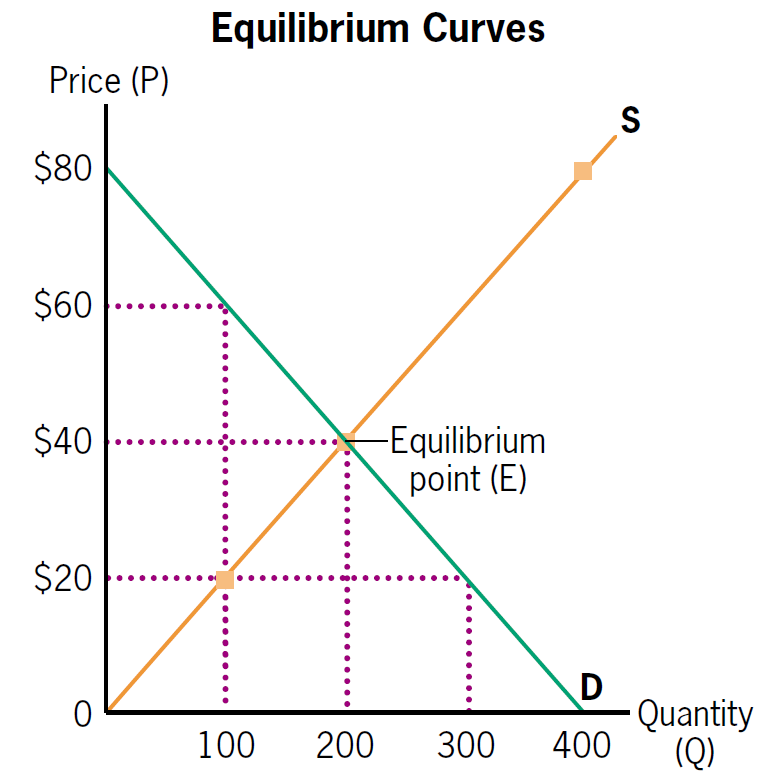 Equilibrium Curves
Price (P)
S
$80
$60
$40
Equilibrium
point (E)
$20
D
0
Quantity
(Q)
100 200 300 400